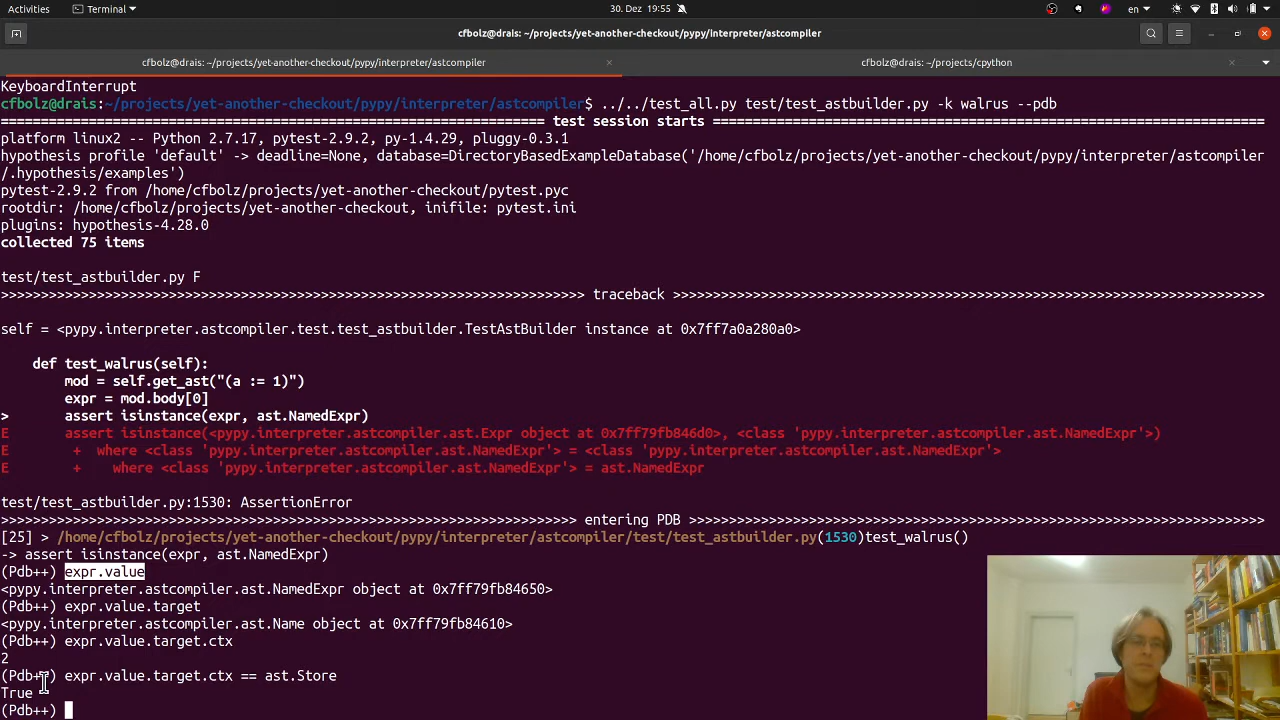 Activities
Terminal
30. Dez 19:55
en
cfbolz@drais: ~/projects/yet-another-checkout/pypy/interpreter/astcompiler
cfbolz@drais: ~/projects/yet-another-checkout/pypy/interpreter/astcompiler
cfbolz@drais: ~/projects/cpython
KeyboardInterrupt
cfbolz@drais:~/projects/yet-another-checkout/pypy/interpreter/astcompiler$ ../../test_all.py test/test_astbuilder.py -k walrus --pdb
=============================================================== test session starts ===============================================================
platform linux2 -- Python 2.7.17, pytest-2.9.2, py-1.4.29, pluggy-0.3.1
hypothesis profile 'default' -> deadline=None, database=DirectoryBasedExampleDatabase('/home/cfbolz/projects/yet-another-checkout/pypy/interpreter/astcompiler
/.hypothesis/examples')
pytest-2.9.2 from /home/cfbolz/projects/yet-another-checkout/pytest.pyc
rootdir: /home/cfbolz/projects/yet-another-checkout, inifile: pytest.ini
plugins: hypothesis-4.28.0
collected 75 items
test/test_astbuilder.py F
>>>>>>>>>>>>>>>>>>>>>>>>>>>>>>>>>>>>>>>>>>>>>>>>>>>>>>>>>>>>>>>>>>>>>>>>> traceback >>>>>>>>>>>>>>>>>>>>>>>>>>>>>>>>>>>>>>>>>>>>>>>>>>>>>>>>>>>>>>>>>>>>>>>>>
self = <pypy.interpreter.astcompiler.test.test_astbuilder.TestAstBuilder instance at 0x7ff7a0a280a0>
def test_walrus(self):
mod = self.get_ast("(a := 1)")
expr = mod.body[0]
> assert isinstance(expr, ast.NamedExpr)
E assert isinstance(<pypy.interpreter.astcompiler.ast.Expr object at 0x7ff79fb846d0>, <class 'pypy.interpreter.astcompiler.ast.NamedExpr'>)
E + where <class 'pypy.interpreter.astcompiler.ast.NamedExpr'> = <class 'pypy.interpreter.astcompiler.ast.NamedExpr'>
E + where <class 'pypy.interpreter.astcompiler.ast.NamedExpr'> = ast.NamedExpr
test/test_astbuilder.py:1530: AssertionError
>>>>>>>>>>>>>>>>>>>>>>>>>>>>>>>>>>>>>>>>>>>>>>>>>>>>>>>>>>>>>>>>>>>>>>>> entering PDB >>>>>>>>>>>>>>>>>>>>>>>>>>>>>>>>>>>>>>>>>>>>>>>>>>>>>>>>>>>>>>>>>>>>>>>
[25] > /home/cfbolz/projects/yet-another-checkout/pypy/interpreter/astcompiler/test/test_astbuilder.py(1530)test_walrus()
-> assert isinstance(expr, ast.NamedExpr)
(Pdb++) expr.value
<pypy.interpreter.astcompiler.ast.NamedExpr object at 0x7ff79fb84650>
(Pdb++) expr.value.target
<pypy.interpreter.astcompiler.ast.Name object at 0x7ff79fb84610>
(Pdb++) expr.value.target.ctx
2
(Pdb++) expr.value.target.ctx == ast.Store
True
(Pdb++)